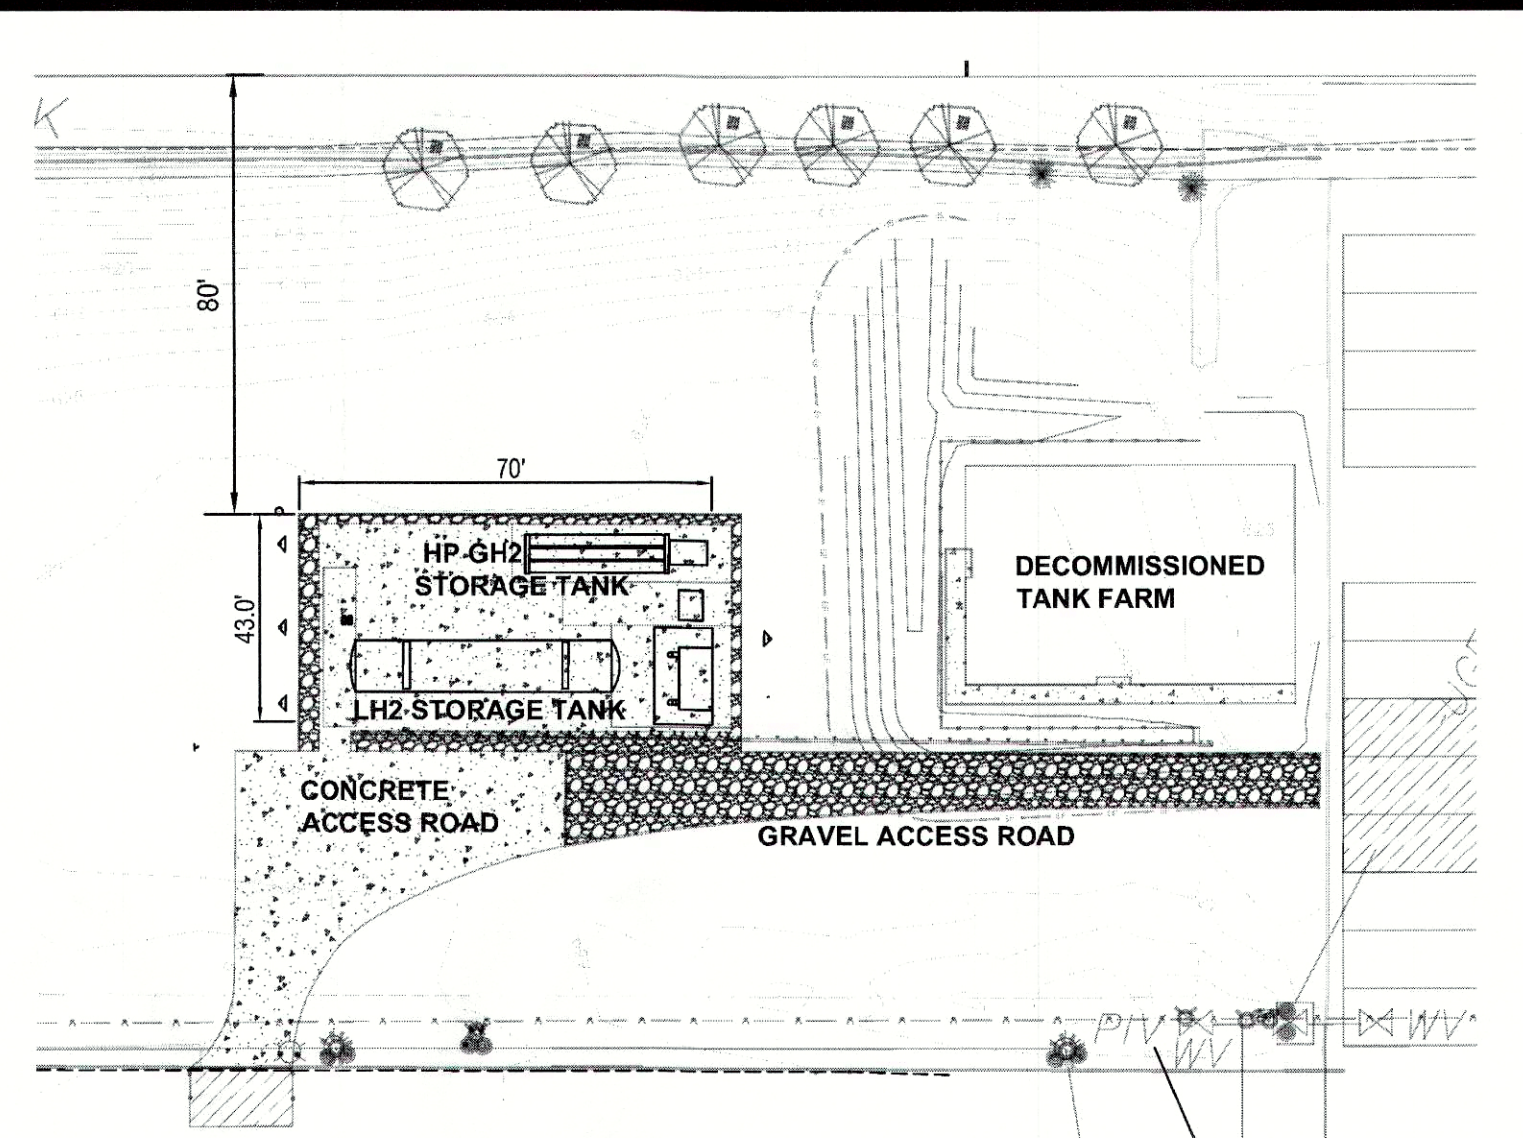 K
80'
70'
HP GH2
STORAGE TANK
43.0'
DECOMMISSIONED
TANK FARM
LH2 STORAGE TANK
CONCRETE
ACCESS ROAD
GRAVEL ACCESS ROAD
PIV
WV
WV